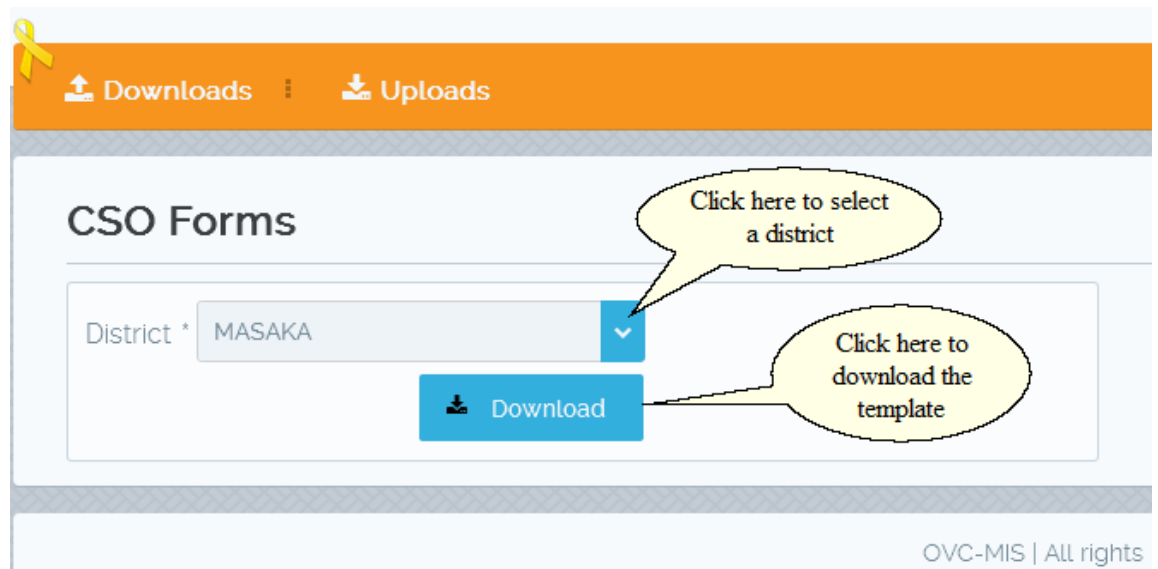 Downloads Uploads
CSO Forms
Click here to select
a district
District * MASAKA
Click here to
download the
template
Download
OVC-MIS | All rights